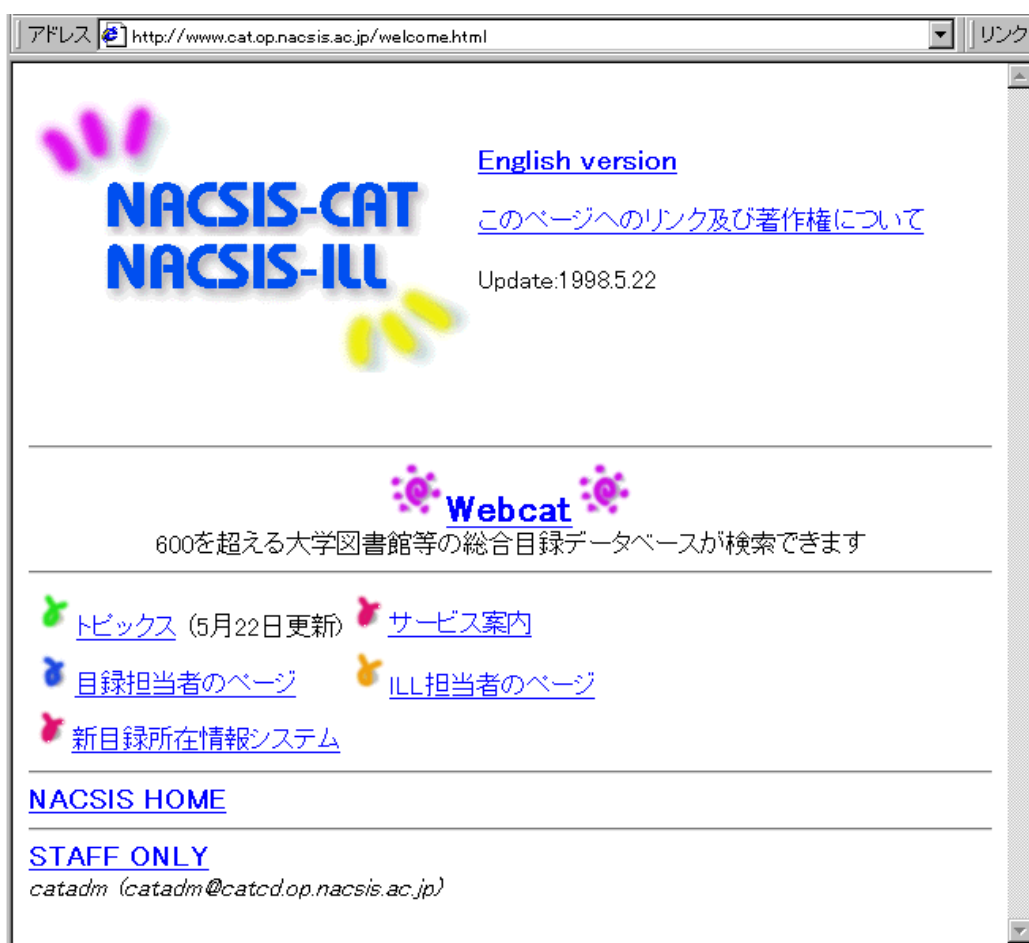 アドレス http://www.cat.op.nacsis.ac.jp/welcome.html リンク
NACSIS-CAT
NACSIS-ILL
English version
このページへのリンク及び著作権について
Update:1998.5.22
Webcat
600を超える大学図書館等の総合目録データベースが検索できます
トピックス (5月22日更新) サービス案内
目録担当者のページ ILL担当者のページ
新目録所在情報システム
NACSIS HOME
STAFF ONLY
catadm (catadm@catcd.op.nacsis.ac.jp)